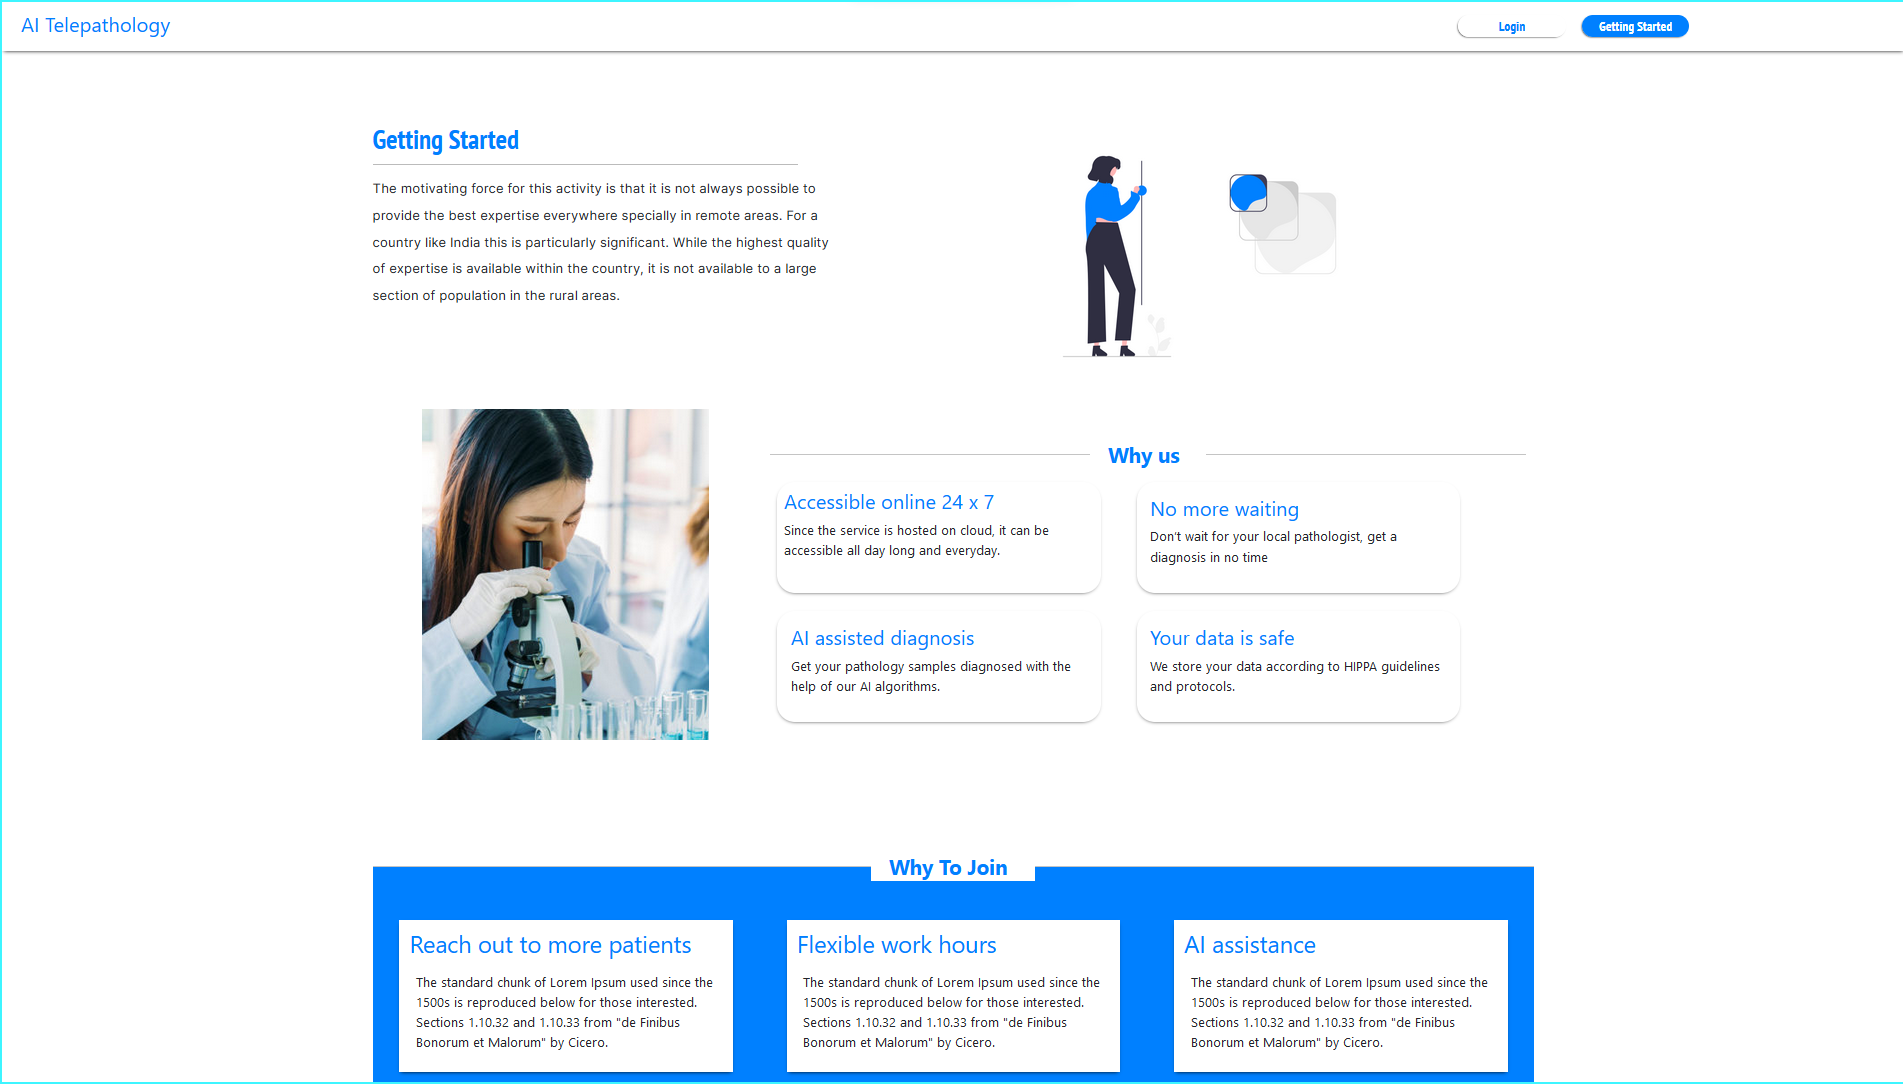 AI Telepathology
Login
Getting Started
Getting Started
The motivating force for this activity is that it is not always possible to
provide the best expertise everywhere specially in remote areas. For a
country like India this is particularly significant. While the highest quality
of expertise is available within the country, it is not available to a large
section of population in the rural areas.
Why us
Accessible online 24 x 7
Since the service is hosted on cloud, it can be
accessible all day long and everyday.
No more waiting
Don't wait for your local pathologist, get a
diagnosis in no time
AI assisted diagnosis
Get your pathology samples diagnosed with the
help of our AI algorithms.
Your data is safe
We store your data according to HIPPA guidelines
and protocols.
Why To Join
Reach out to more patients
The standard chunk of Lorem Ipsum used since the
1500s is reproduced below for those interested.
Sections 1.10.32 and 1.10.33 from "de Finibus
Bonorum et Malorum" by Cicero.
Flexible work hours
The standard chunk of Lorem Ipsum used since the
1500s is reproduced below for those interested.
Sections 1.10.32 and 1.10.33 from "de Finibus
Bonorum et Malorum" by Cicero.
AI assistance
The standard chunk of Lorem Ipsum used since the
1500s is reproduced below for those interested.
Sections 1.10.32 and 1.10.33 from "de Finibus
Bonorum et Malorum" by Cicero.